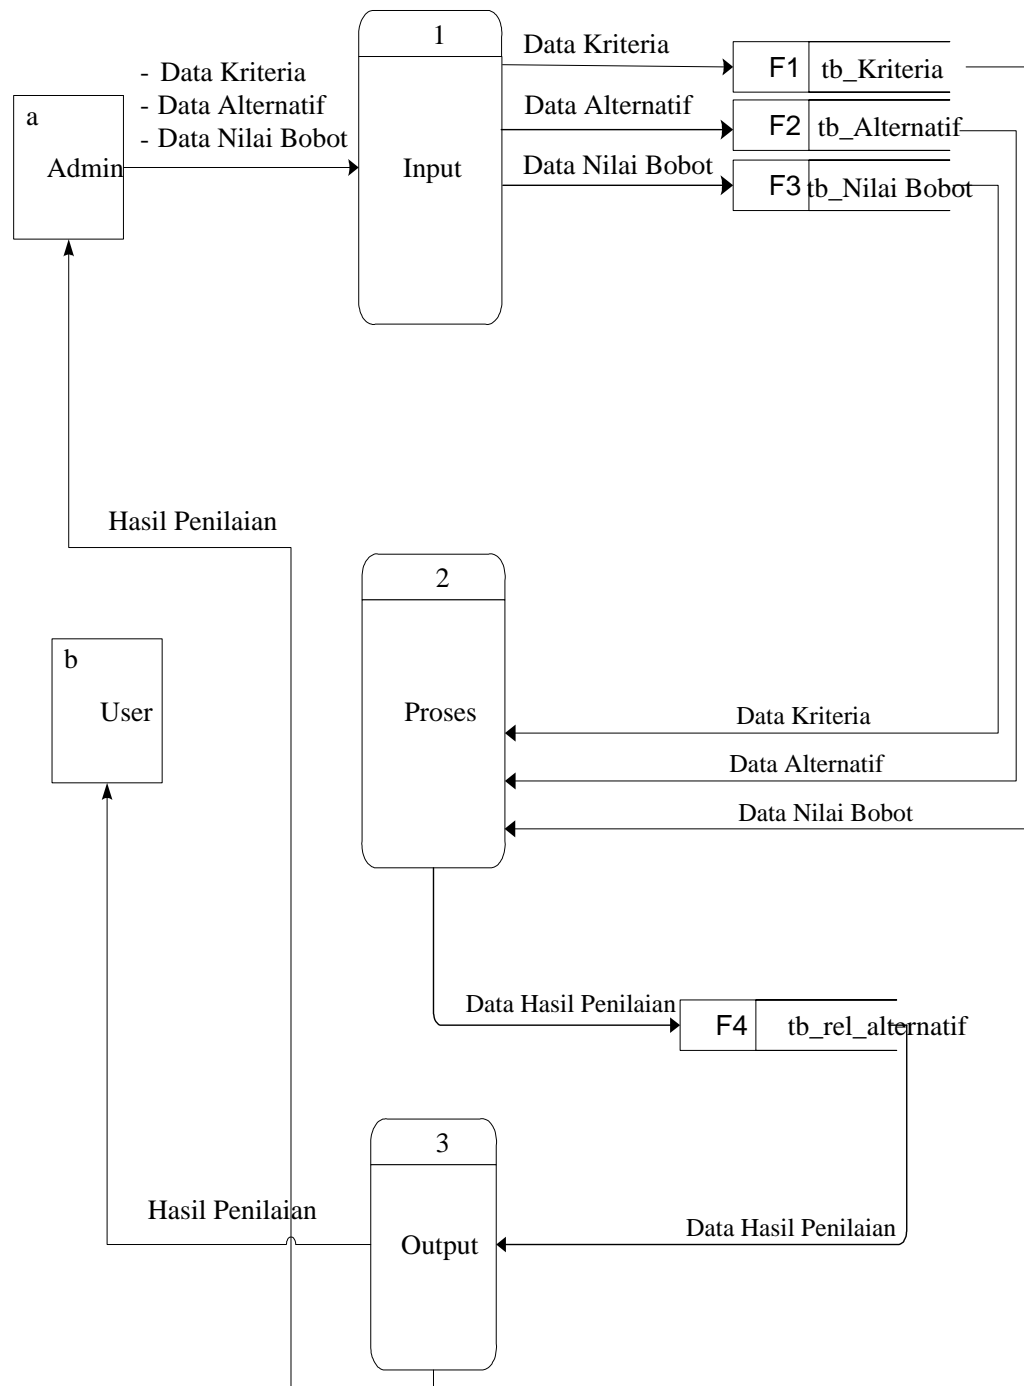 1
Data Kriteria
F1 tb_Kriteria
- Data Kriteria
- Data Alternatif
- Data Nilai Bobot
a
Admin
Input
Data Alternatif
F2 tb_Alternatif
Data Nilai Bobot
F3 tb_Nilai Bobot
Hasil Penilaian
2
b
User
Proses
Data Kriteria
Data Alternatif
Data Nilai Bobot
Data Hasil Penilaian
F4 tb_rel_alternatif
3
Hasil Penilaian
Output
Data Hasil Penilaian